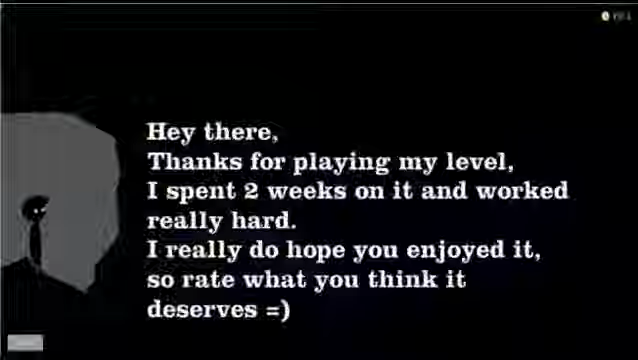 Hey there,
Thanks for playing my level,
I spent 2 weeks on it and worked
really hard.
I really do hope you enjoyed it,
so rate what you think it
deserves =)